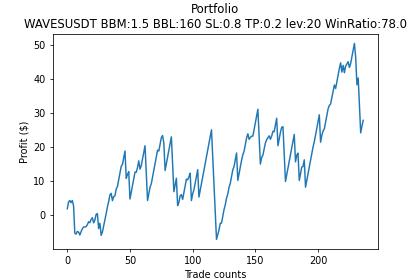 Portfolio
WAVESUSDT BBM:1.5 BBL:160 SL:0.8 TP:0.2 lev:20 WinRatio:78.0
50
40
30
20
10
0
Profit ($)
0 50 100 150 200
Trade counts